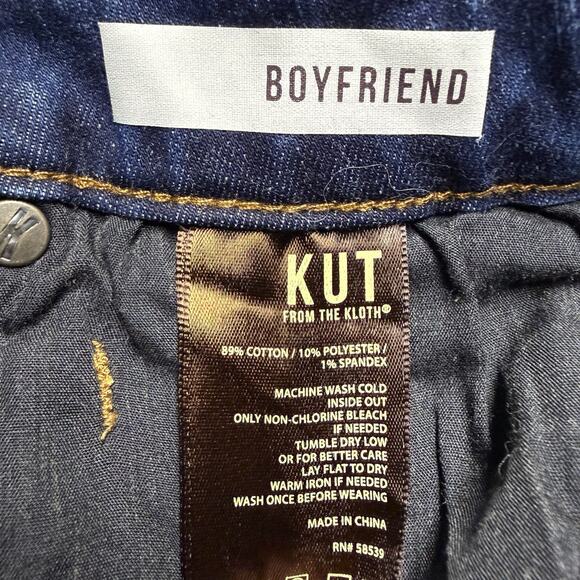 BOYFRIEND
KUT
FROM THE KLOTH®
89% COTTON / 10% POLYESTER /
1% SPANDEX
MACHINE WASH COLD
INSIDE OUT
ONLY NON-CHLORINE BLEACH
IF NEEDED
TUMBLE DRY LOW
OR FOR BETTER CARE
LAY FLAT TO DRY
WARM IRON IF NEEDED
WASH ONCE BEFORE WEARING
MADE IN CHINA
RN# 58539